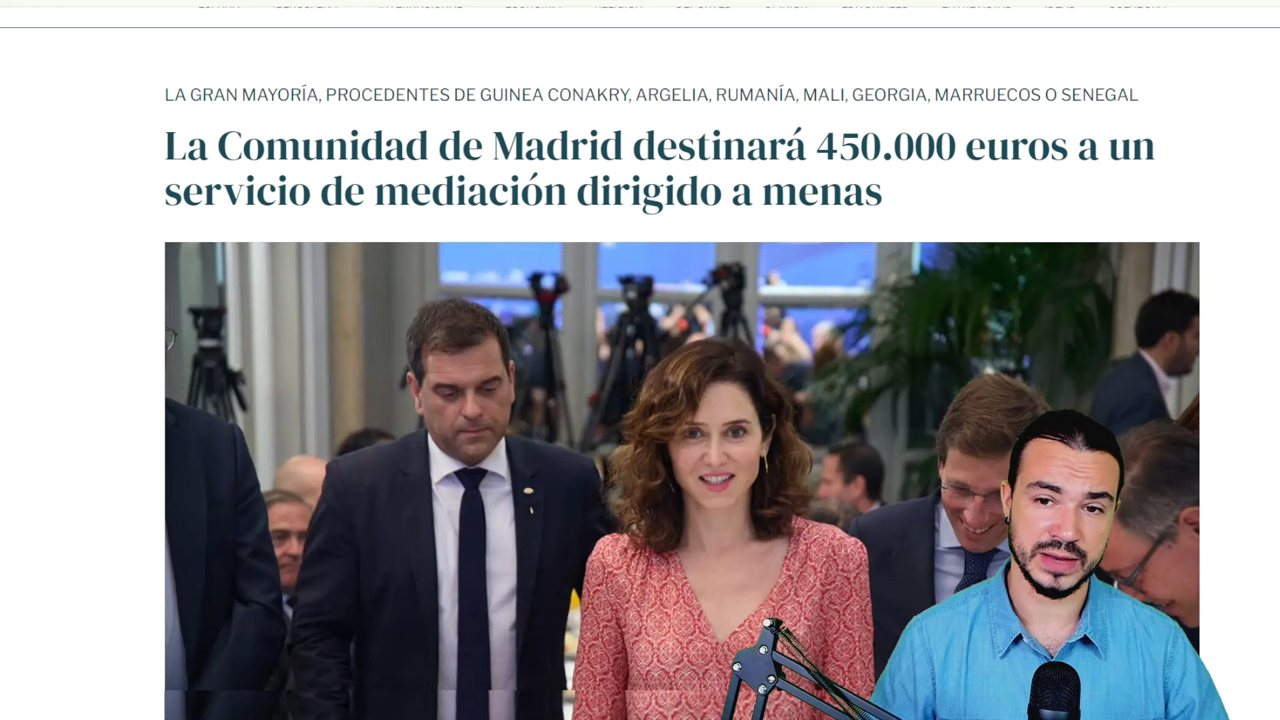 LA GRAN MAYORÍA, PROCEDENTES DE GUINEA CONAKRY, ARGELIA, RUMANÍA, MALI, GEORGIA, MARRUECOS O SENEGAL
La Comunidad de Madrid destinará 450.000 euros a un
servicio de mediación dirigido a menas